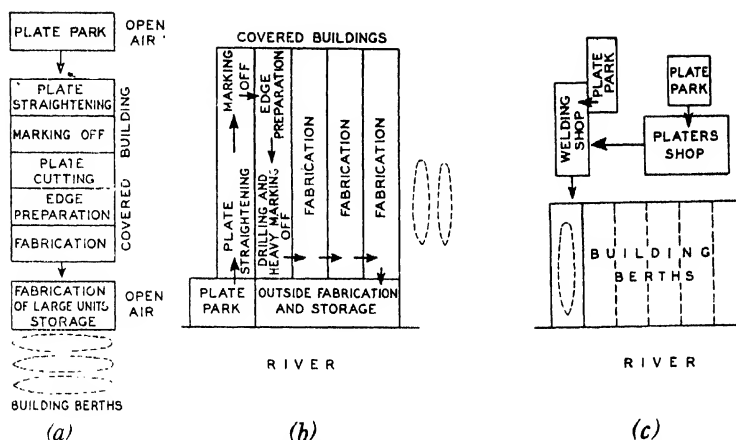 PLATE PARK
OPEN
AIR
PLATE
STRAIGHTENING
MARKING OFF
PLATE
CUTTING
EDGE
PREPARATION
FABRICATION
COVERED BUILDING
FABRICATION
OF LARGE UNITS
STORAGE
OPEN
AIR
BUILDING BERTHS
(a)
COVERED BUILDINGS
PLATE
STRAIGHTENING
MARKING
OFF
EDGE
PREPARATION
DRILLING AND
HEAVY MARKING
OFF
FABRICATION
FABRICATION
FABRICATION
PLATE
PARK
OUTSIDE FABRICATION
AND STORAGE
RIVER
(b)
PLATE
PARK
WELDING
SHOP
PLATE
PARK
PLATERS
SHOP
BUILDING
BERTHS
RIVER
(c)